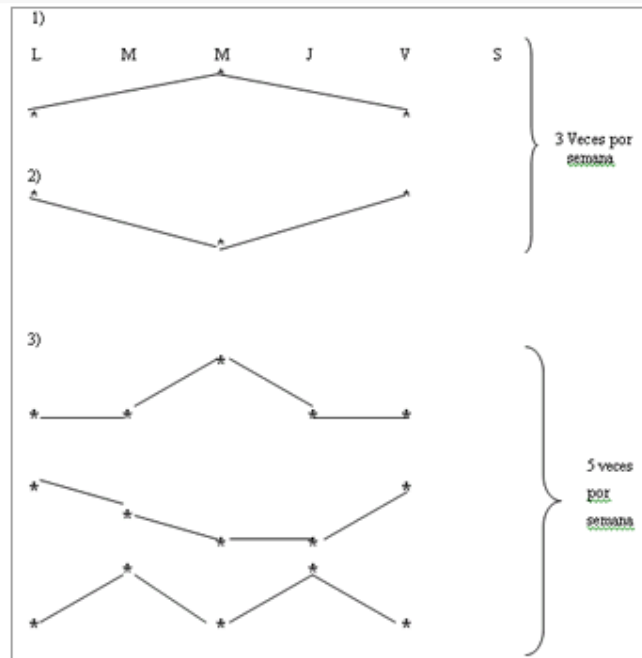 1)
L M M J V S
3 Veces por
semana
2)
3)
5 veces
por
semana